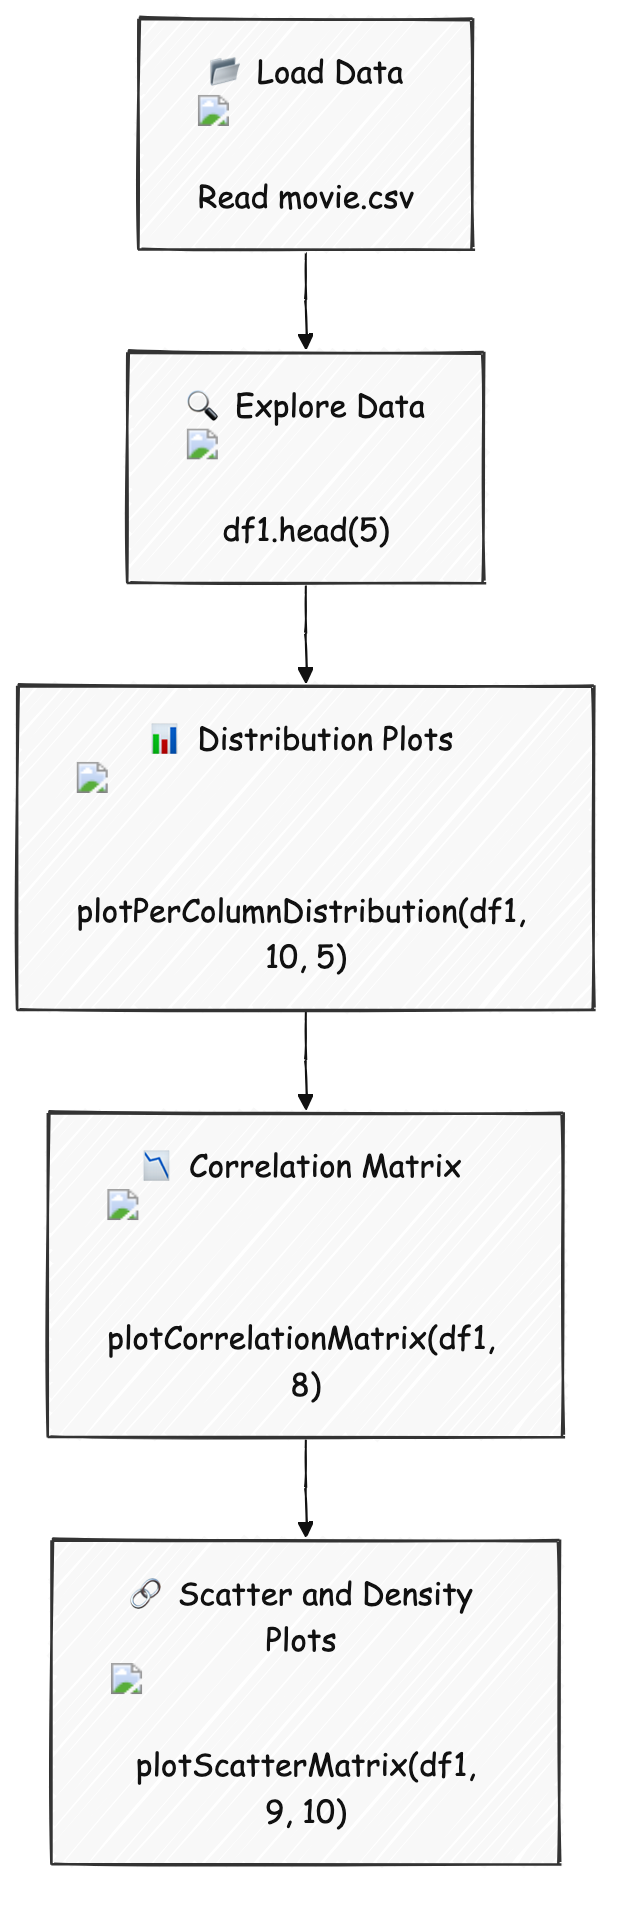 Load Data
Read movie.csv
Explore Data
df1.head(5)
Distribution Plots
plotPerColumnDistribution(df1,
10, 5)
Correlation Matrix
plotCorrelationMatrix(df1,
8)
Scatter and Density
Plots
plotScatterMatrix(df1,
9, 10)